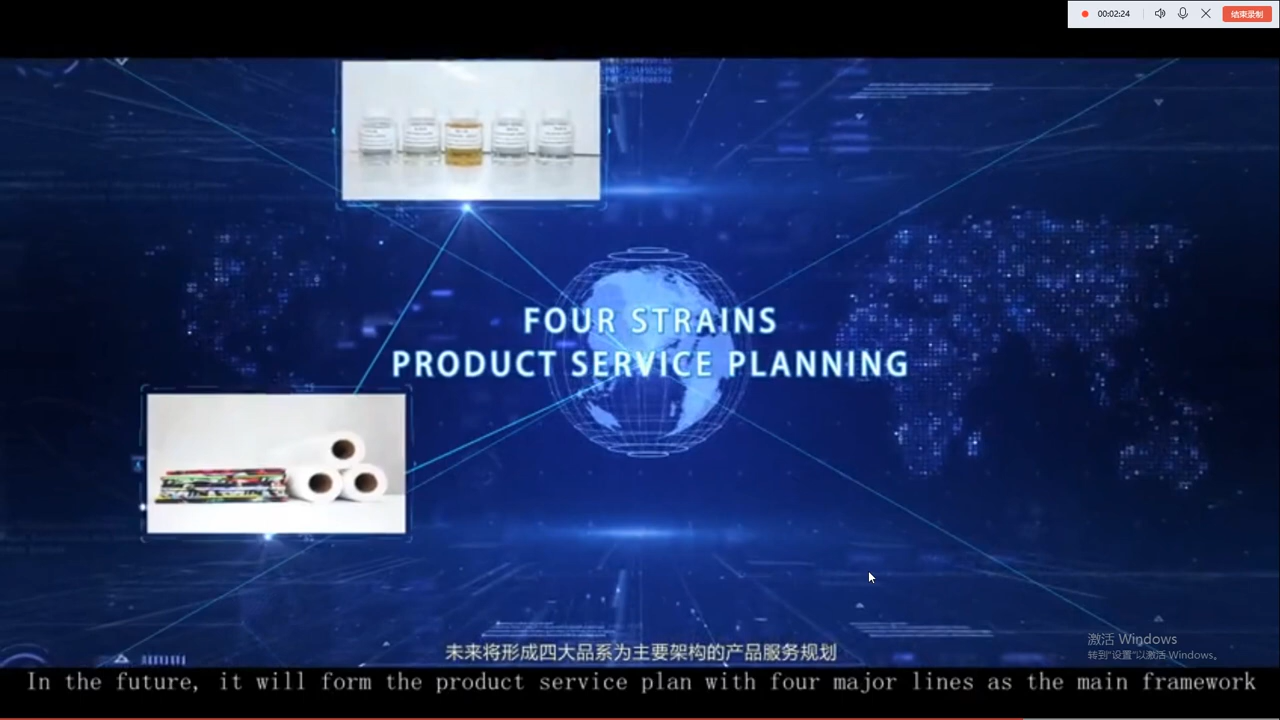 00:02:24
结束录制
FOUR STRAINS
PRODUCT SERVICE PLANNING
激活 Windows
转到"设置"以激活 Windows。
未来将形成四大品系为主要架构的产品服务规划
In the future, it will form the product service plan with four major lines as the main framework